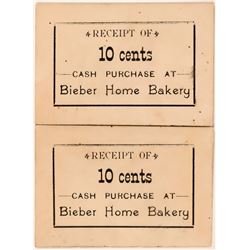 RECEIPT OF
10 cents
CASH PURCHASE AT
Bieber Home Bakery
RECEIPT OF
10 cents
CASH PURCHASE AT
Bieber Home Bakery